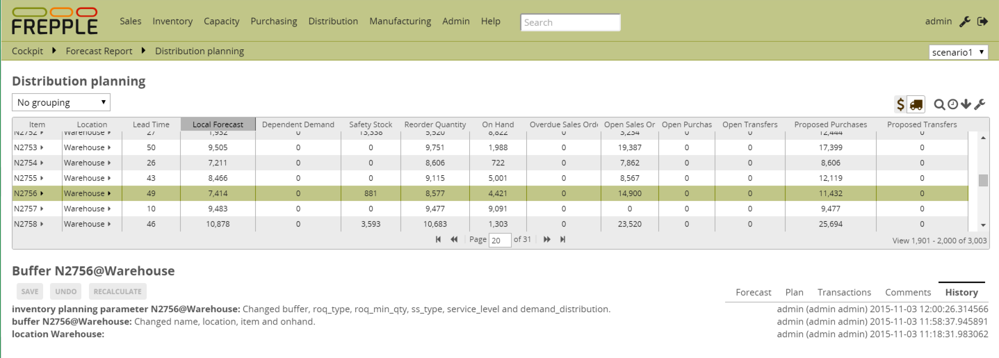 FREPPLE Sales Inventory Capacity Purchasing Distribution Manufacturing Admin Help Search admin
Cockpit Forecast Report Distribution planning scenario1
Distribution planning
No grouping $
Item Location Lead Time Local Forecast Dependent Demand Safety Stock Reorder Quantity On Hand Overdue Sales Orde Open Sales Or Open Purchas Open Transfers Proposed Purchases Proposed Transfers
N2752 Warehouse 27 1,932 0 13,338 5,520 8,822 0 3,234 0 0 12,444 0
N2753 Warehouse 50 9,505 0 0 9,751 1,988 0 19,387 0 0 17,399 0
N2754 Warehouse 26 7,211 0 0 8,606 722 0 7,862 0 0 8,606 0
N2755 Warehouse 43 8,466 0 0 9,115 5,001 0 8,567 0 0 12,119 0
N2756 Warehouse 49 7,414 0 881 8,577 4,421 0 14,900 0 0 11,432 0
N2757 Warehouse 10 9,483 0 0 9,477 9,091 0 0 0 0 9,477 0
N2758 Warehouse 46 10,878 0 3,593 10,683 1,303 0 23,520 0 0 25,694 0
Page 20 of 31 View 1,901 - 2,000 of 3,003
Buffer N2756@Warehouse
SAVE UNDO RECALCULATE Forecast Plan Transactions Comments History
inventory planning parameter N2756@Warehouse: Changed buffer, roq_type, roq_min_qty, ss_type, service_level and demand_distribution. admin (admin admin) 2015-11-03 12:00:26.314566
buffer N2756@Warehouse: Changed name, location, item and onhand. admin (admin admin) 2015-11-03 11:58:37.945891
location Warehouse: admin (admin admin) 2015-11-03 11:18:31.983062